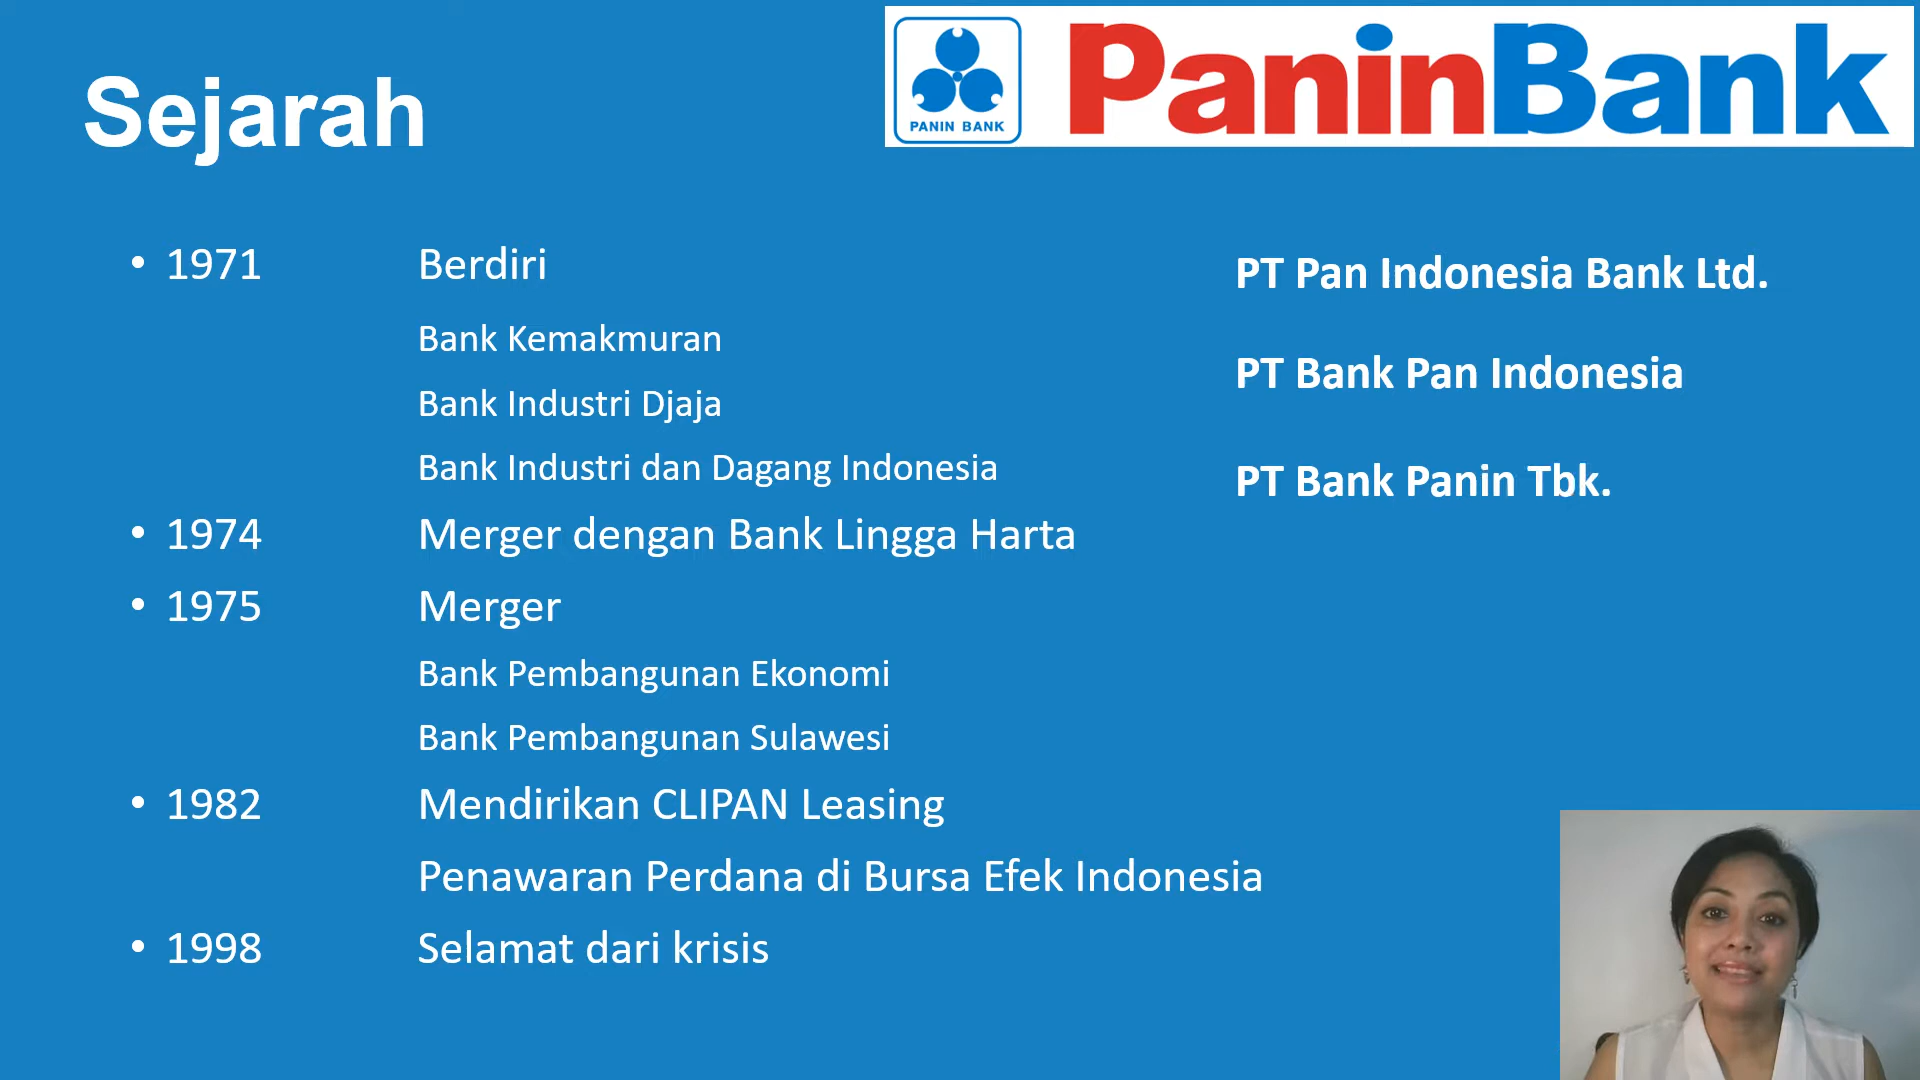 Sejarah
PANIN BANK
PaninBank
• 1971 Berdiri
Bank Kemakmuran
Bank Industri Djaja
Bank Industri dan Dagang Indonesia
• 1974 Merger dengan Bank Lingga Harta
• 1975 Merger
Bank Pembangunan Ekonomi
Bank Pembangunan Sulawesi
• 1982 Mendirikan CLIPAN Leasing
Penawaran Perdana di Bursa Efek Indonesia
• 1998 Selamat dari krisis
PT Pan Indonesia Bank Ltd.
PT Bank Pan Indonesia
PT Bank Panin Tbk.